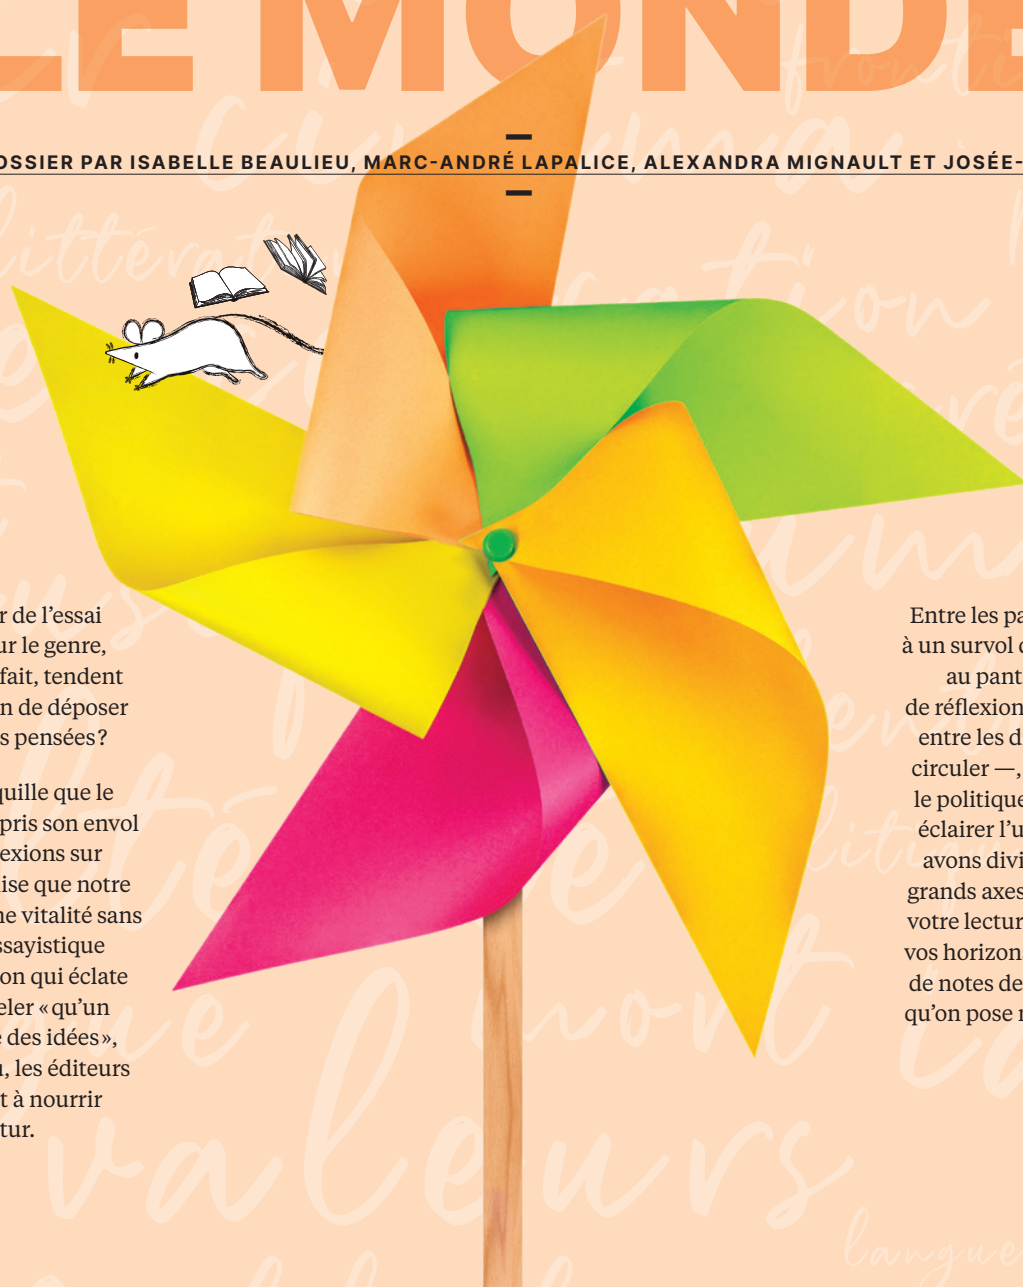 LE MONDE
OSSIER PAR ISABELLE BEAULIEU, MARC-ANDRÉ LAPALICE, ALEXANDRA MIGNAULT ET JOSÉE-
r de l’essai
ur le genre,
fait, tendent
n de déposer
s pensées ?
quille que le
pris son envol
exions sur
ise que notre
ne vitalité sans
ssayistique
on qui éclate
eler « qu’un
e des idées »,
u, les éditeurs
t à nourrir
tur.
Entre les pa
à un survol d
au pant
de réflexion
entre les di
circuler —,
le politique
éclairer l’u
avons divi
grands axes
votre lectur
vos horizon
de notes de
qu’on pose
cinéma
mort
valeurs
langue